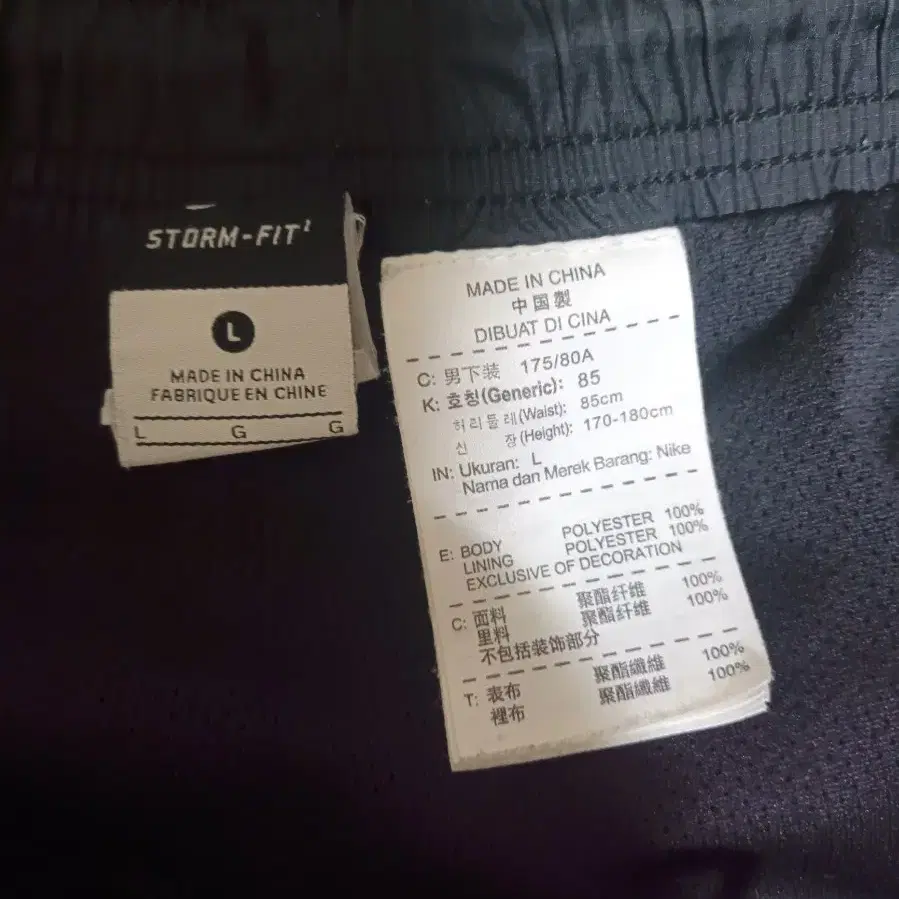 STORM-FIT¹
L
MADE IN CHINA
FABRIQUE EN CHINE
L G G
MADE IN CHINA
中国製
DIBUAT DI CINA
C: 男下装 175/80A
K: 호칭(Generic): 85
허리둘레(Waist): 85cm
신 장(Height): 170-180cm
IN: Ukuran: L
Nama dan Merek Barang: Nike
E: BODY POLYESTER 100%
LINING POLYESTER 100%
EXCLUSIVE OF DECORATION
C: 面料 聚酯纤维 100%
里料 聚酯纤维 100%
不包括装饰部分
T: 表布 聚酯纖維 100%
裡布 聚酯纖維 100%